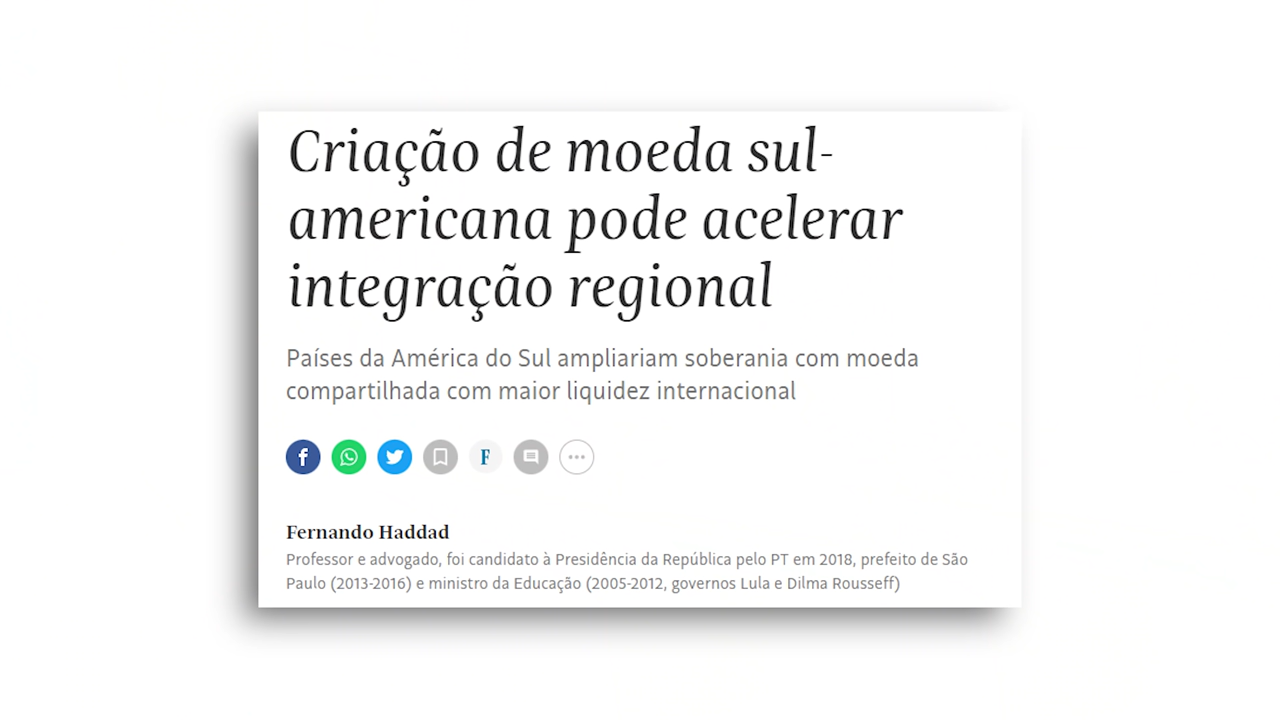 Criação de moeda sul-
americana pode acelerar
integração regional
Países da América do Sul ampliariam soberania com moeda
compartilhada com maior liquidez internacional
F
Fernando Haddad
Professor e advogado, foi candidato à Presidência da República pelo PT em 2018, prefeito de São
Paulo (2013-2016) e ministro da Educação (2005-2012, governos Lula e Dilma Rousseff)